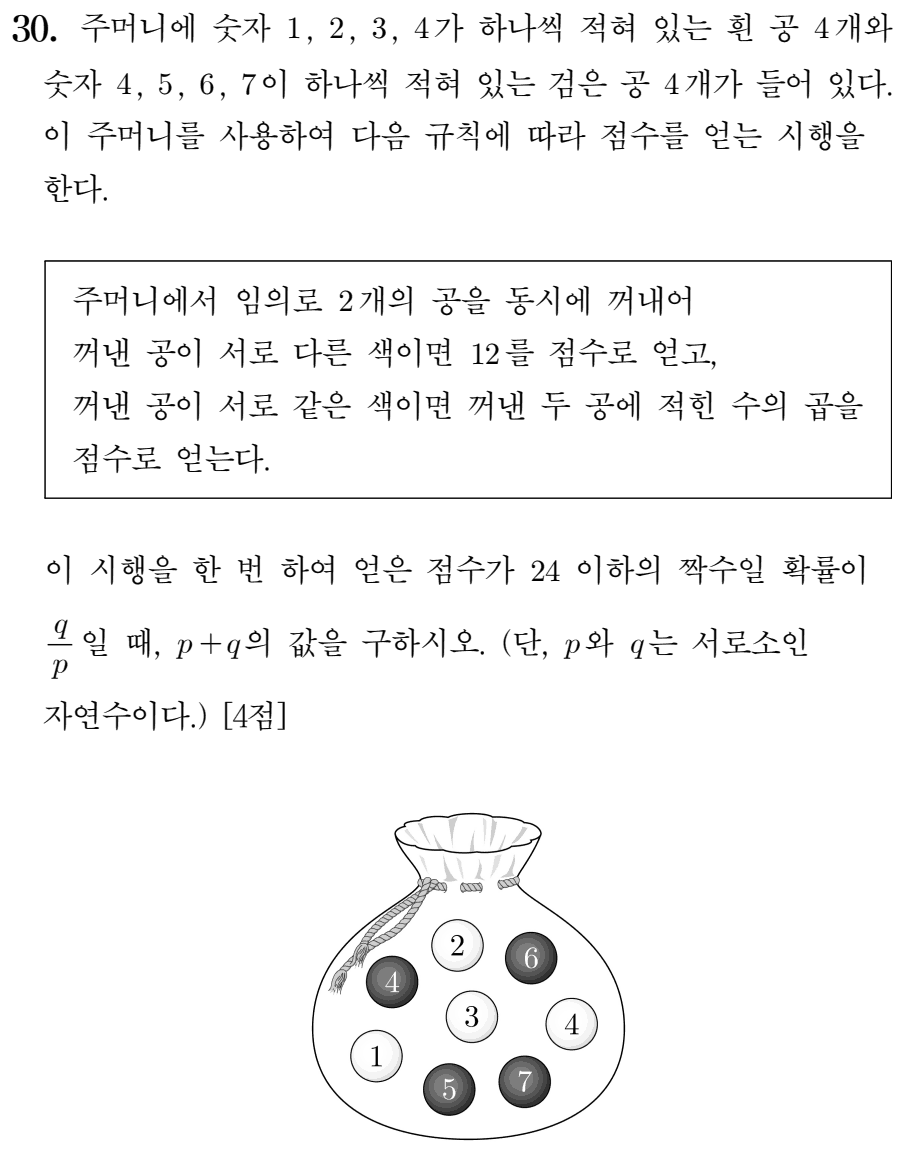 30. 주머니에 숫자 1, 2, 3, 4가 하나씩 적혀 있는 흰 공 4개와
숫자 4, 5, 6, 7이 하나씩 적혀 있는 검은 공 4개가 들어 있다.
이 주머니를 사용하여 다음 규칙에 따라 점수를 얻는 시행을
한다.
주머니에서 임의로 2개의 공을 동시에 꺼내어
꺼낸 공이 서로 다른 색이면 12를 점수로 얻고,
꺼낸 공이 서로 같은 색이면 꺼낸 두 공에 적힌 수의 곱을
점수로 얻는다.
이 시행을 한 번 하여 얻은 점수가 24 이하의 짝수일 확률이
q/p일 때, p+q의 값을 구하시오. (단, p와 q는 서로소인
자연수이다.) [4점]
2
6
4
3
4
1
5
7